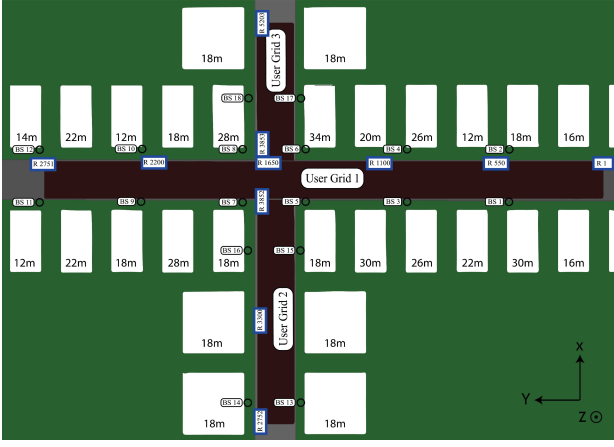 R 5203
18m
18m
User Grid 3
BS 18
BS 17
14m
22m
12m
18m
28m
34m
20m
26m
12m
18m
16m
BS 12
BS 10
BS 8
R 3853
BS 6
BS 4
BS 2
R 2751
R 2200
R 1650
R 1100
R 550
R 1
User Grid 1
BS 11
BS 9
BS 7
R 3852
BS 5
BS 3
BS 1
BS 16
BS 15
12m
22m
18m
28m
18m
18m
30m
26m
22m
30m
16m
User Grid 2
R 3300
18m
18m
X
Y
Z
BS 14
BS 13
R 2752
18m
18m